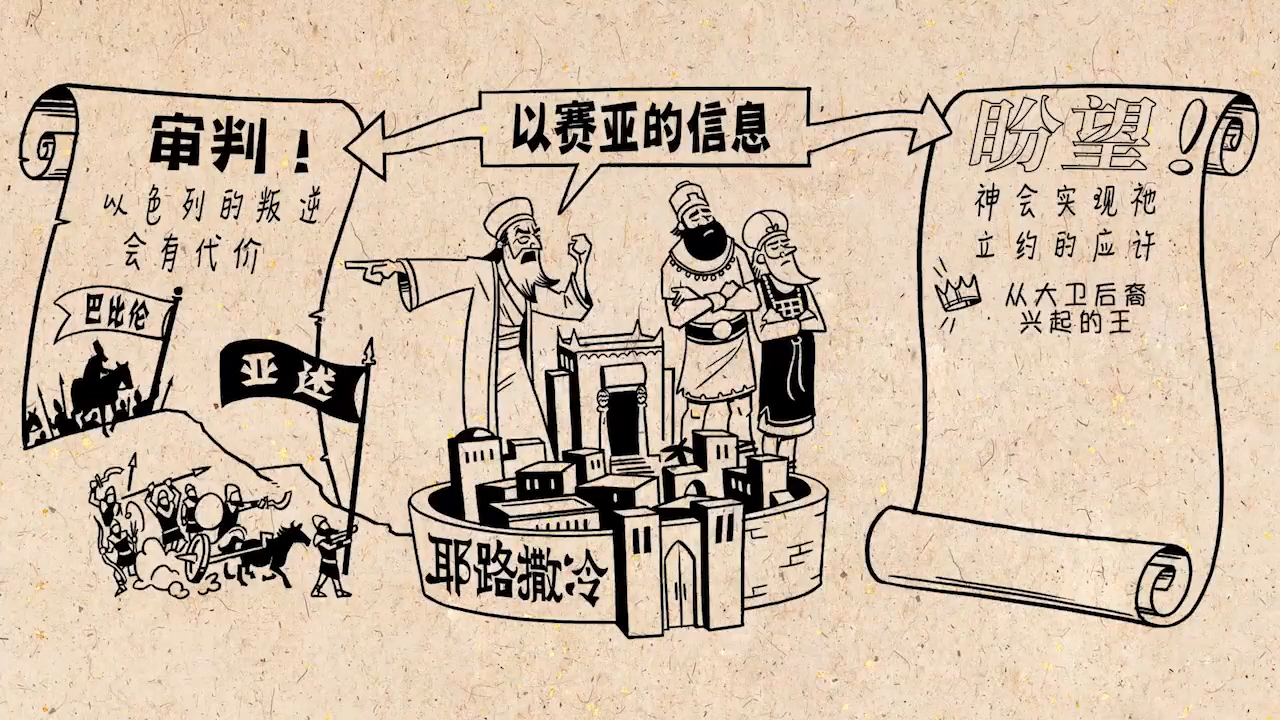 以赛亚的信息
审判！
以色列的叛逆
会有代价
巴比伦
亚述
耶路撒冷
盼望！
神会实现祂
立约的应许
从大卫后裔
兴起的王